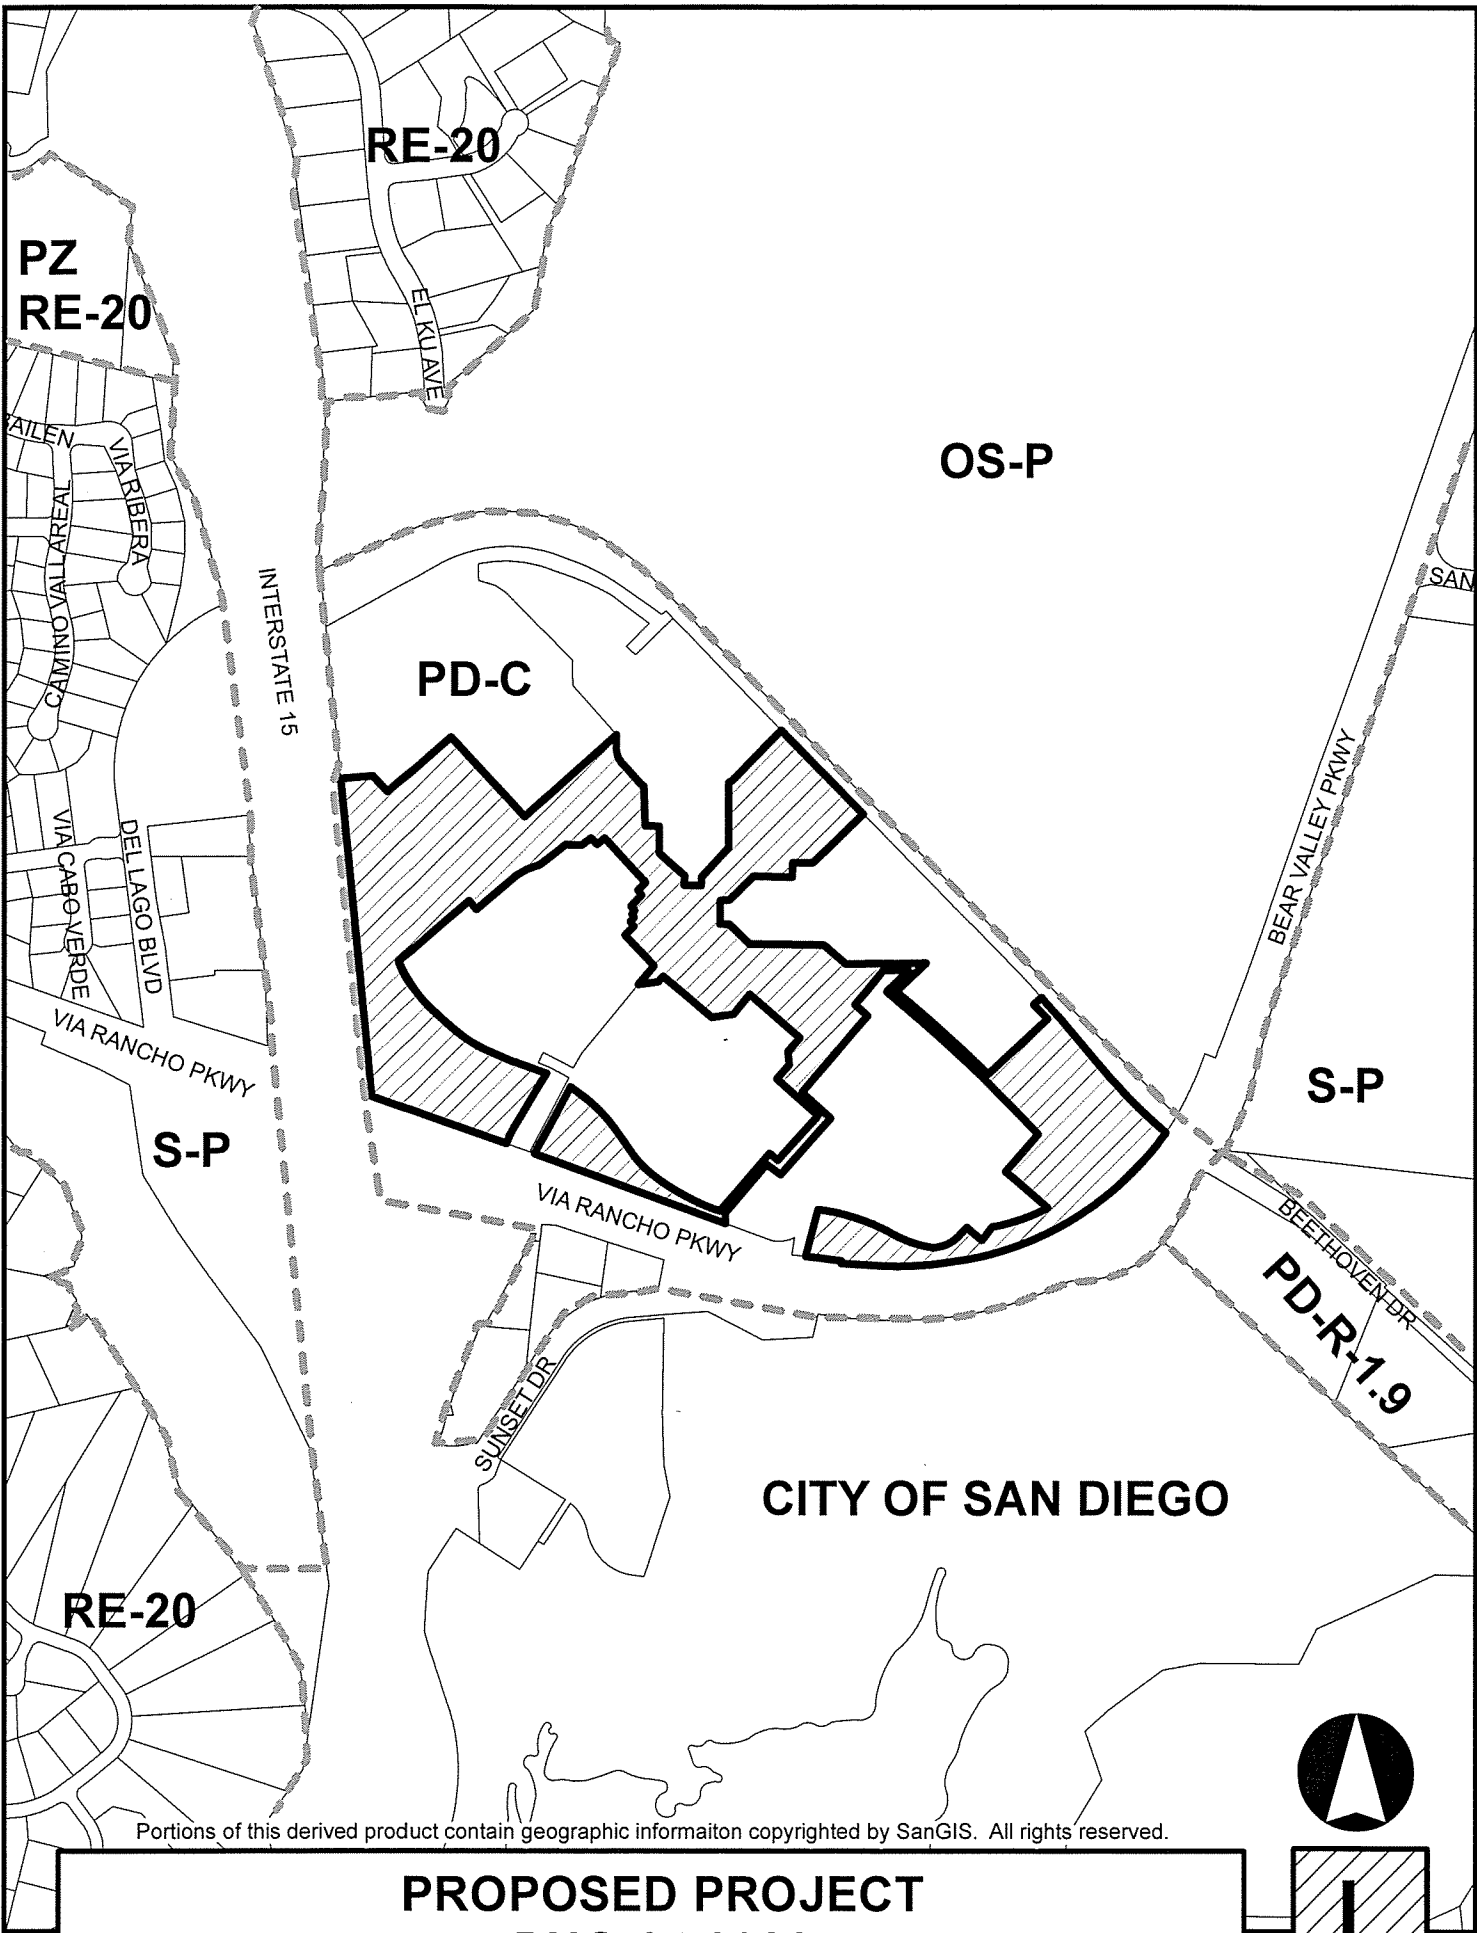 RE-20
PZ
RE-20
EL KU AVE
OS-P
VIA RIBERA
CAMINO VALLAREAL
INTERSTATE 15
SAN
PD-C
BEAR VALLEY PKWY
VIA CABO VERDE
DEL LAGO BLVD
VIA RANCHO PKWY
S-P
S-P
VIA RANCHO PKWY
BEETHOVEN DR
PD-R-1.9
SUNSET DR
CITY OF SAN DIEGO
RE-20
Portions of this derived product contain geographic informaiton copyrighted by SanGIS. All rights reserved.
PROPOSED PROJECT